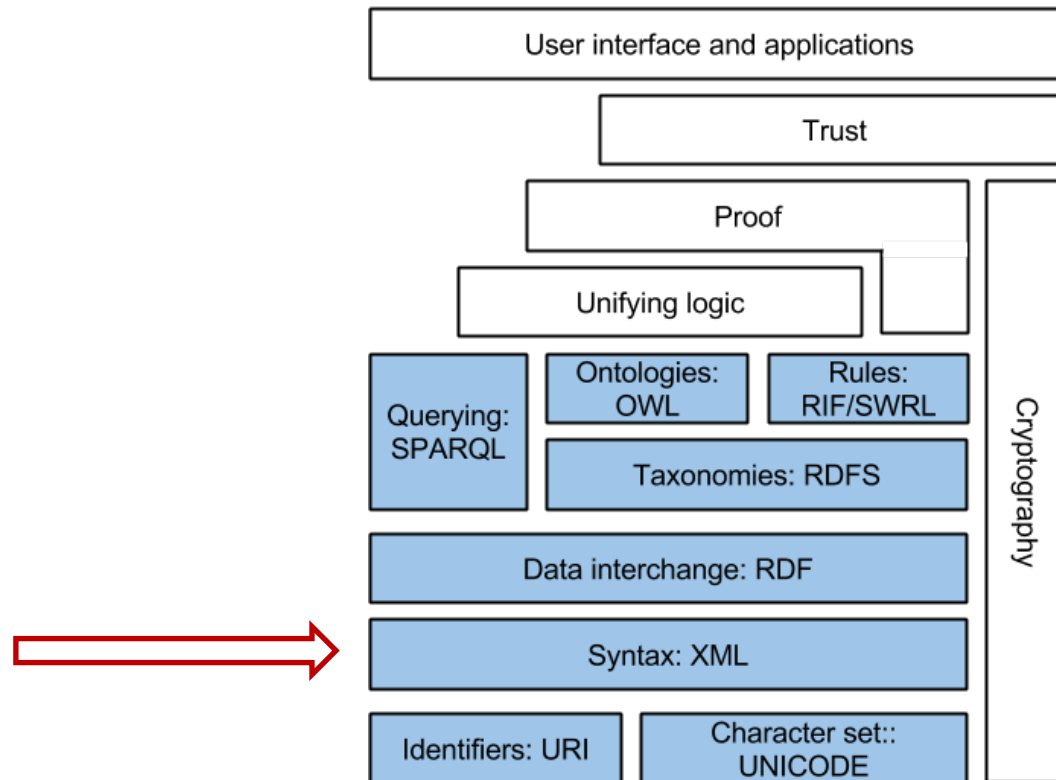 User interface and applications
Trust
Proof
Unifying logic
Querying:
SPARQL
Ontologies:
OWL
Rules:
RIF/SWRL
Taxonomies: RDFS
Cryptography
Data interchange: RDF
Syntax: XML
Identifiers: URI
Character set::
UNICODE